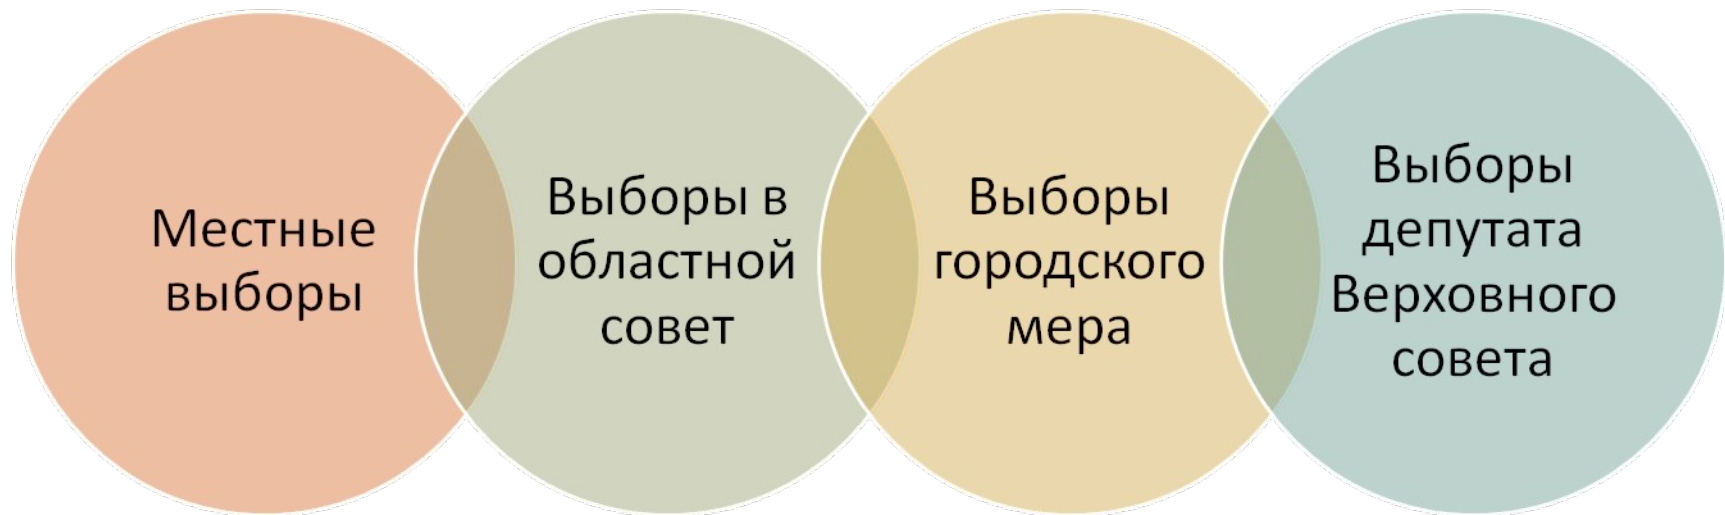 Местные
выборы
Выборы в
областной
совет
Выборы
городского
мера
Выборы
депутата
Верховного
совета